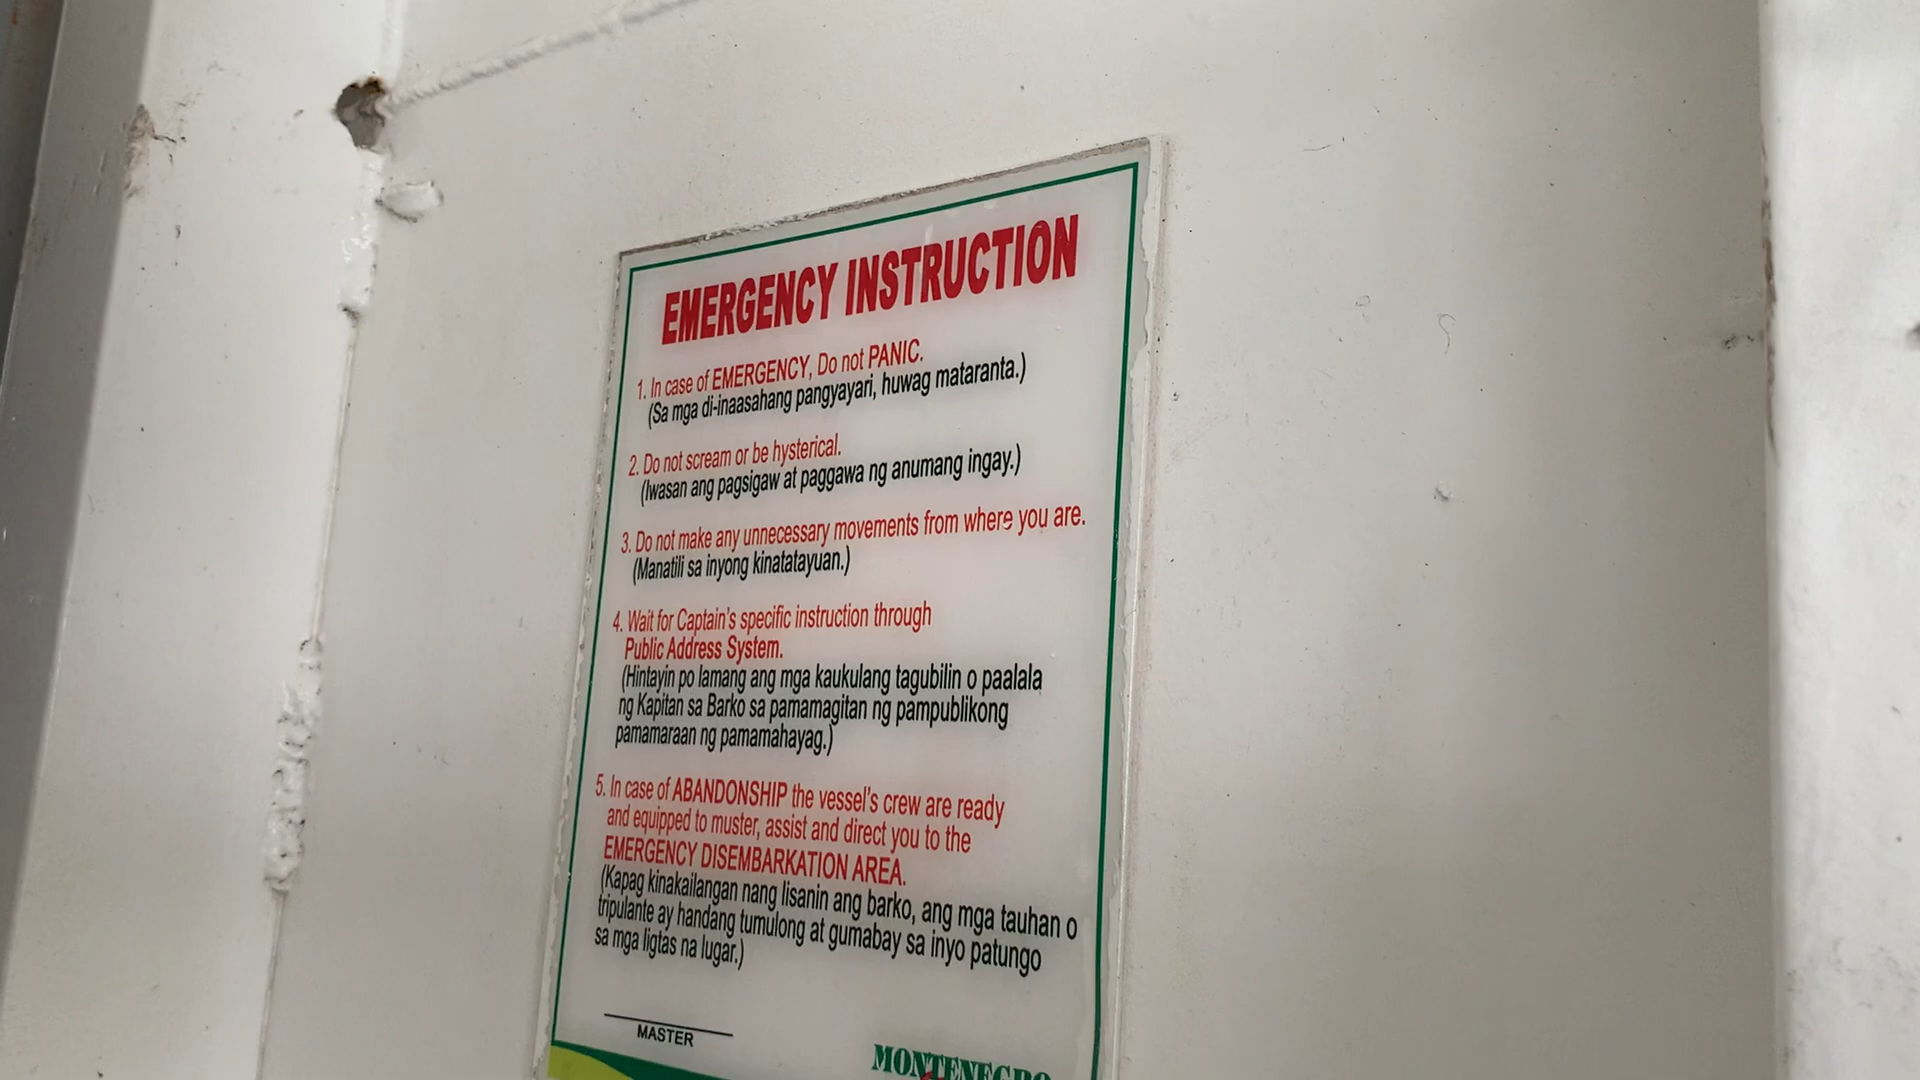 EMERGENCY INSTRUCTION
1. In case of EMERGENCY, Do not PANIC.
(Sa mga di-inaasahang pangyayari, huwag mataranta.)
2. Do not scream or be hysterical.
(Iwasan ang pagsigaw at paggawa ng anumang ingay.)
3. Do not make any unnecessary movements from where you are.
(Manatili sa inyong kinatatayuan.)
4. Wait for Captain's specific instruction through
Public Address System.
(Hintayin po lamang ang mga kaukulang tagubilin o paalala
ng Kapitan sa Barko sa pamamagitan ng pampublikong
pamamaraan ng pamamahayag.)
5. In case of ABANDONSHIP the vessel's crew are ready
and equipped to muster, assist and direct you to the
EMERGENCY DISEMBARKATION AREA.
(Kapag kinakailangan nang lisanin ang barko, ang mga tauhan o
tripulante ay handang tumulong at gumabay sa inyo patungo
sa mga ligtas na lugar.)
MASTER
MONTENEGRO